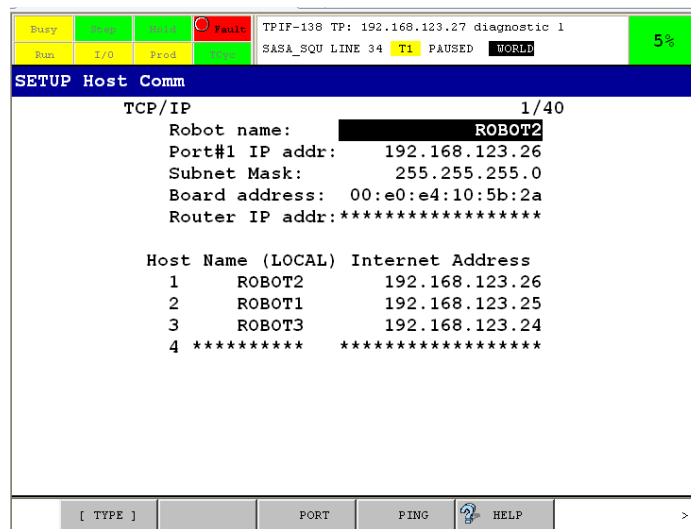 Busy Step Hold Fault TPIF-138 TP: 192.168.123.27 diagnostic l
Run I/O Prod TCyc SASA_SQU LINE 34 T1 PAUSED WORLD 5%
SETUP Host Comm
TCP/IP 1/40
Robot name: ROBOT2
Port#1 IP addr: 192.168.123.26
Subnet Mask: 255.255.255.0
Board address: 00:e0:e4:10:5b:2a
Router IP addr:******************
Host Name (LOCAL) Internet Address
1 ROBOT2 192.168.123.26
2 ROBOT1 192.168.123.25
3 ROBOT3 192.168.123.24
4 ********** ******************
[ TYPE ] PORT PING HELP >